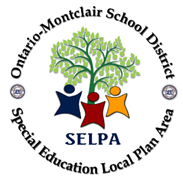 Ontario-Montclair School District
SELPA
Special Education Local Plan Area